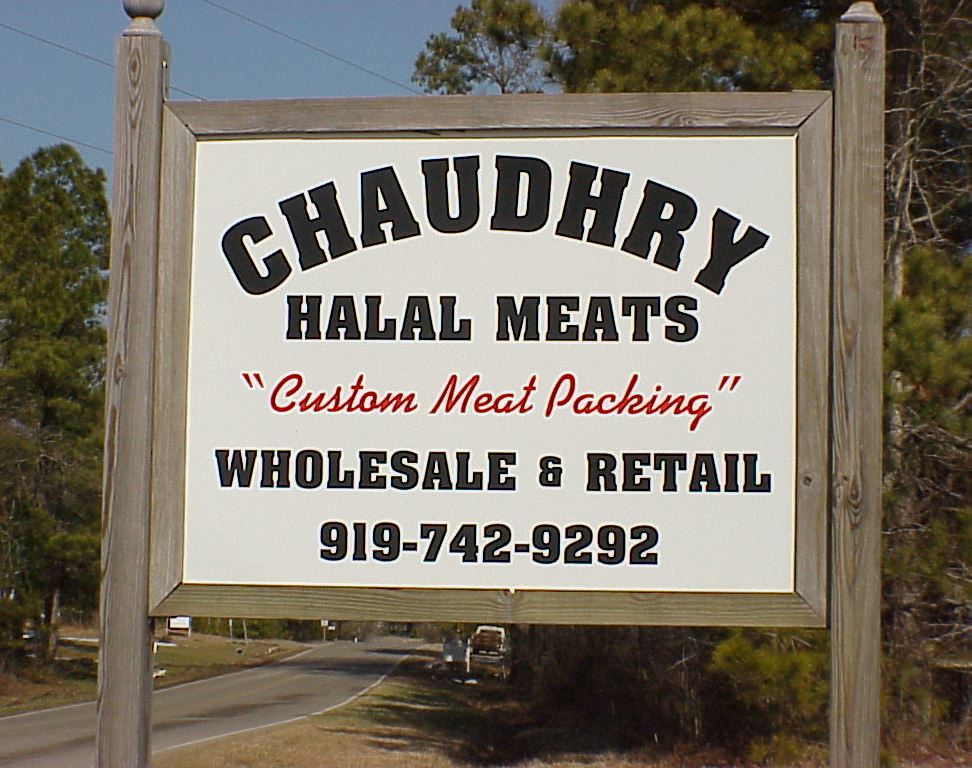 CHAUDHRY
HALAL MEATS
"Custom Meat Packing"
WHOLESALE & RETAIL
919-742-9292